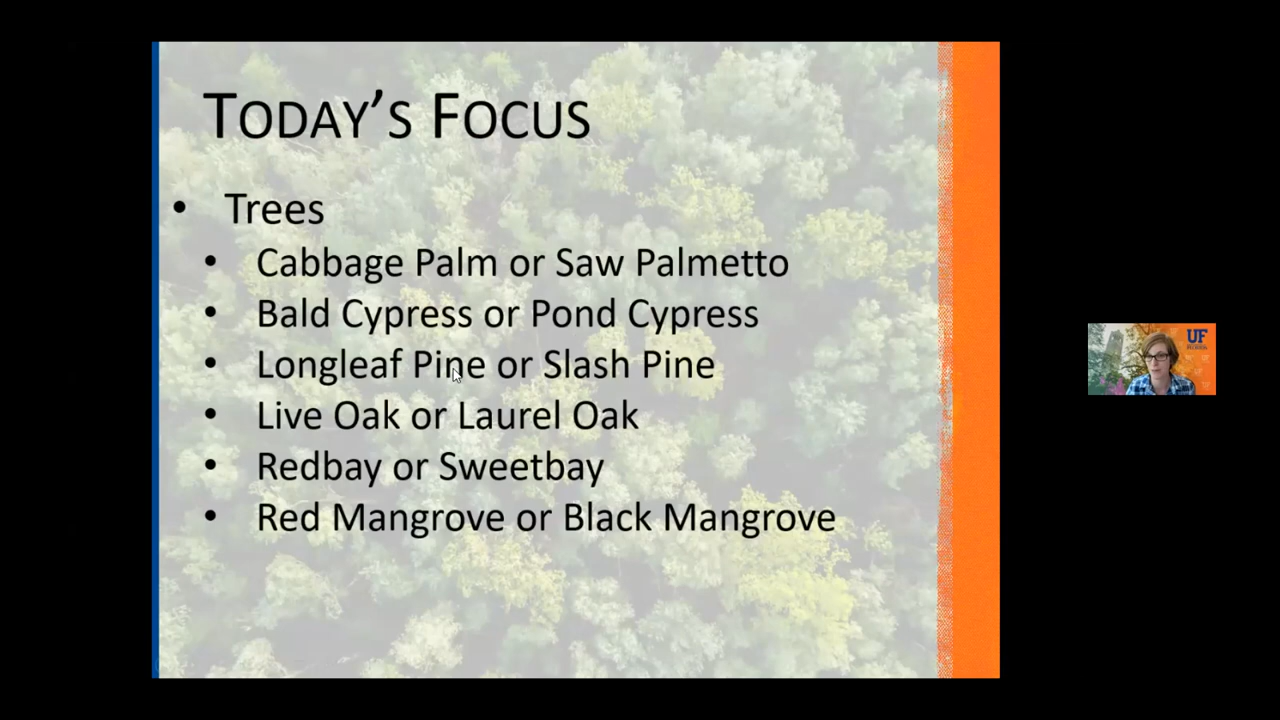 TODAY'S FOCUS
• Trees
• Cabbage Palm or Saw Palmetto
• Bald Cypress or Pond Cypress
• Longleaf Pine or Slash Pine
• Live Oak or Laurel Oak
• Redbay or Sweetbay
• Red Mangrove or Black Mangrove
UF